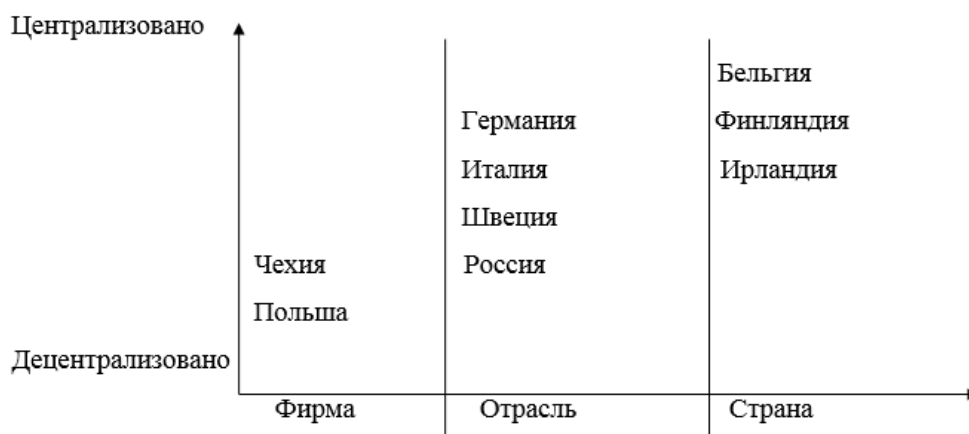 Централизовано
Бельгия
Германия Финляндия
Италия Ирландия
Швеция
Чехия Россия
Польша
Децентрализовано
Фирма Отрасль Страна